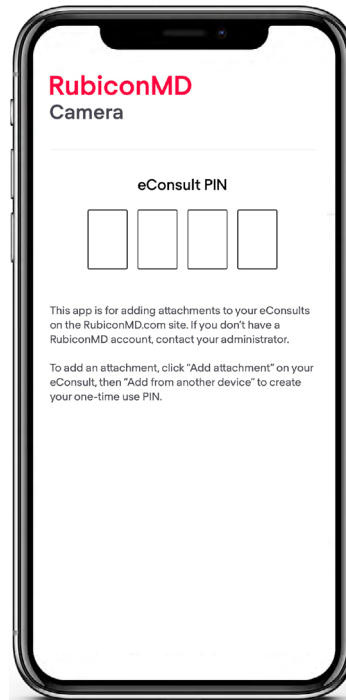 RubiconMD
Camera
eConsult PIN
This app is for adding attachments to your eConsults
on the RubiconMD.com site. If you don't have a
RubiconMD account, contact your administrator.
To add an attachment, click "Add attachment" on your
eConsult, then "Add from another device" to create
your one-time use PIN.